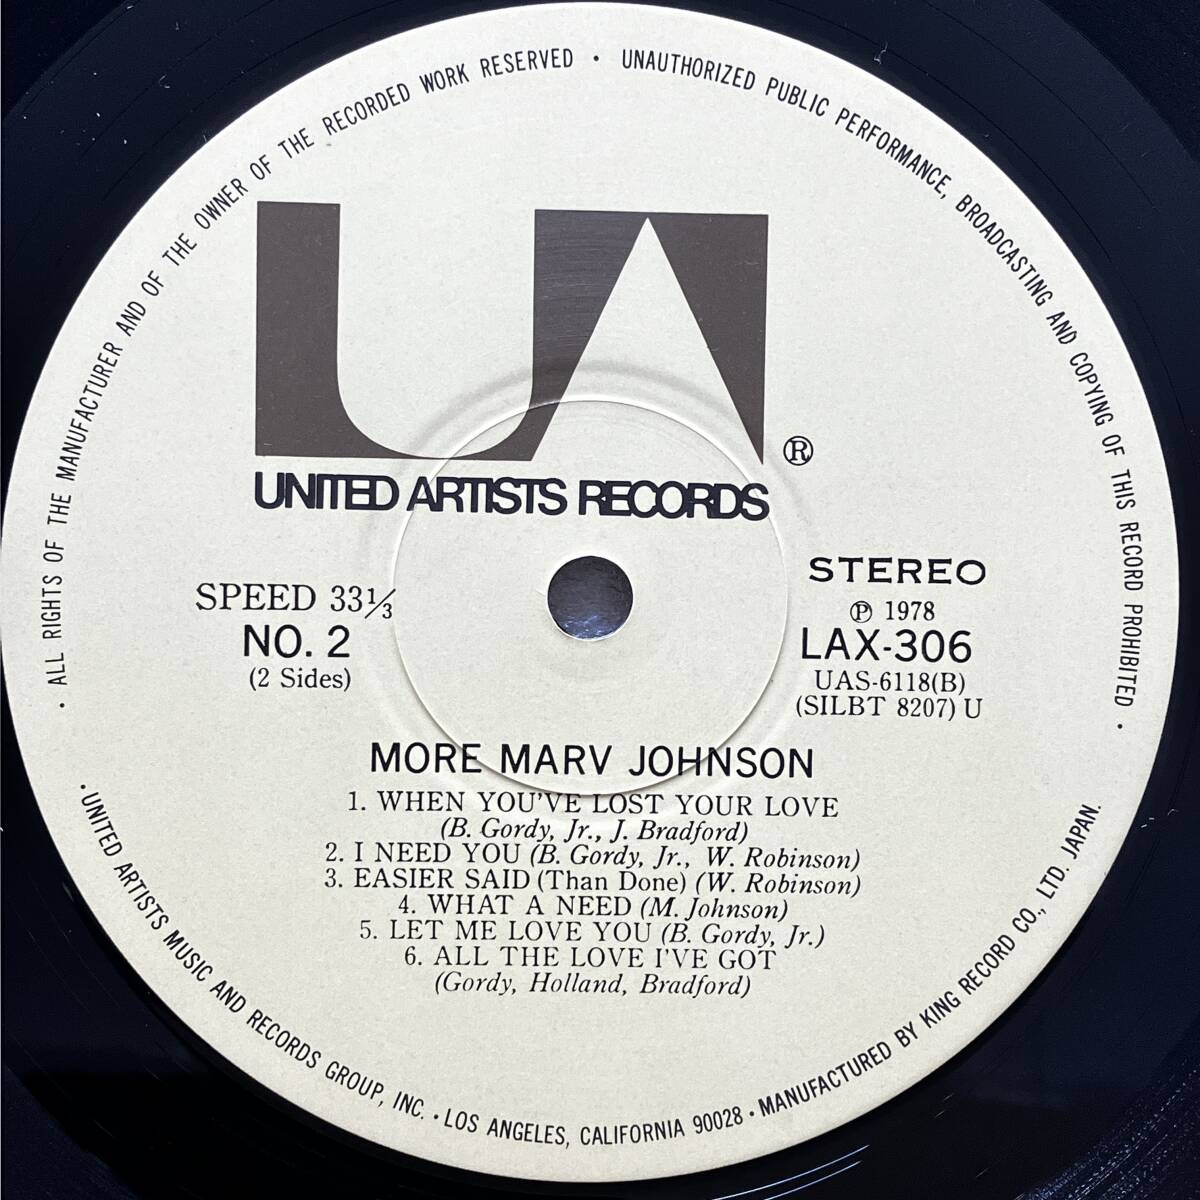 · ALL RIGHTS OF THE MANUFACTURER AND OF THE OWNER OF THE RECORDED WORK RESERVED · UNAUTHORIZED PUBLIC PERFORMANCE, BROADCASTING AND COPYING OF THIS RECORD PROHIBITED ·
UA ®
UNITED ARTISTS RECORDS
SPEED 33⅓
NO. 2
(2 Sides)
STEREO
Ⓟ 1978
LAX-306
UAS-6118(B)
(SILBT 8207) U
MORE MARV JOHNSON
1. WHEN YOU'VE LOST YOUR LOVE
(B. Gordy, Jr., J. Bradford)
2. I NEED YOU (B. Gordy, Jr., W. Robinson)
3. EASIER SAID (Than Done) (W. Robinson)
4. WHAT A NEED (M. Johnson)
5. LET ME LOVE YOU (B. Gordy, Jr.)
6. ALL THE LOVE I'VE GOT
(Gordy, Holland, Bradford)
·UNITED ARTISTS MUSIC AND RECORDS GROUP, INC. · LOS ANGELES, CALIFORNIA 90028 · MANUFACTURED BY KING RECORD CO., LTD. JAPAN.